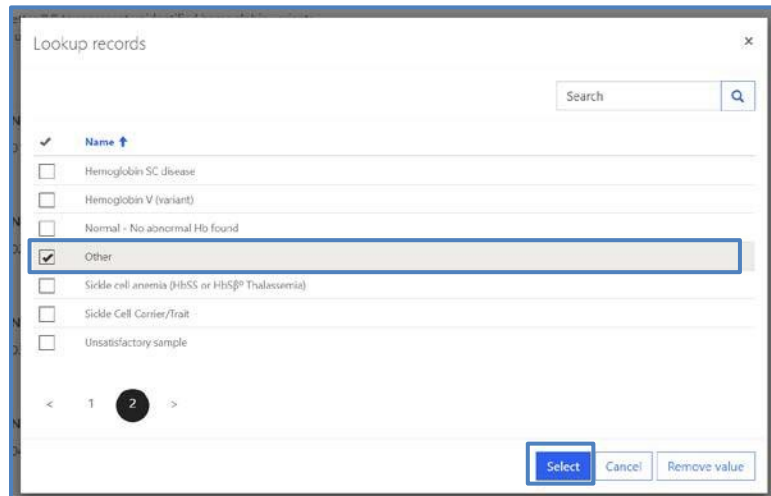 Lookup records
×
Search
Name ↑
Hemoglobin SC disease
Hemoglobin V (variant)
Normal - No abnormal Hb found
Other
Sickle cell anemia (HbSS or HbSβ⁰ Thalassemia)
Sickle Cell Carrier/Trait
Unsatisfactory sample
< 1 2 >
Select Cancel Remove value